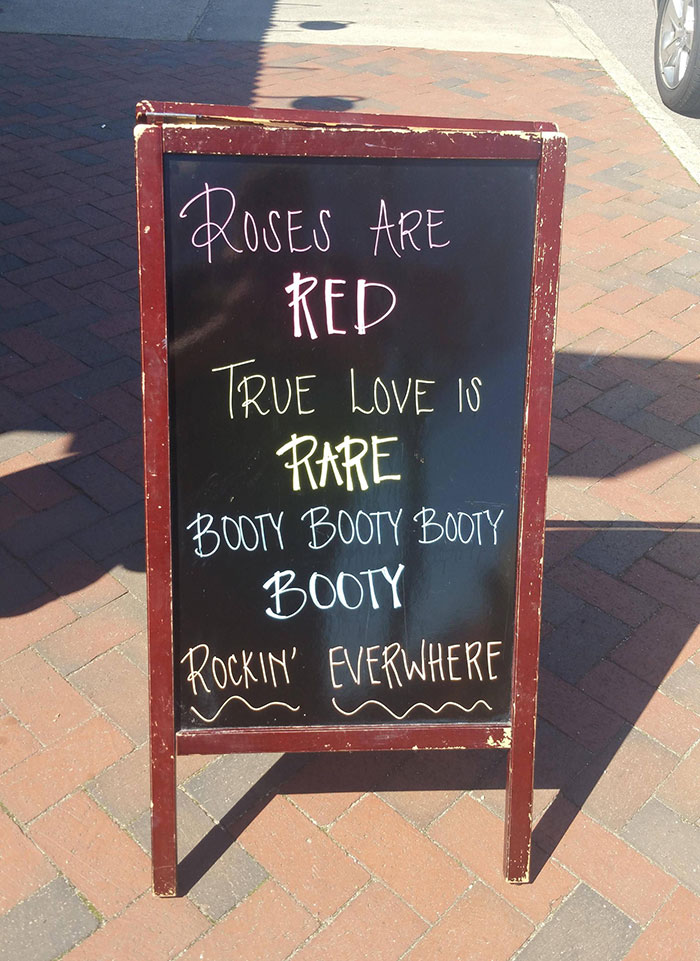 Roses Are
RED
True Love is
RARE
BOOTY BOOTY BOOTY
BOOTY
ROCKIN' EVERWHERE